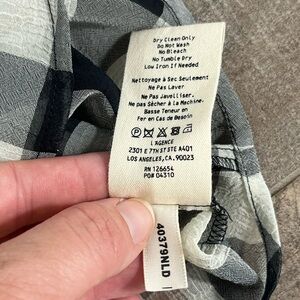 Dry Clean Only
Do Not Wash
No Bleach
No Tumble Dry
Low Iron If Needed
Nettoyage à Sec Seulement
Ne Pas Laver
Ne Pas Javelliser.
Ne pas Sécher à la Machine.
Basse Teneur en
Fer en Cas de Besoin
L'AGENCE
2301 E 7TH ST STE A401
LOS ANGELES, CA. 90023
RN 126654
PO# 04310
40379NLD